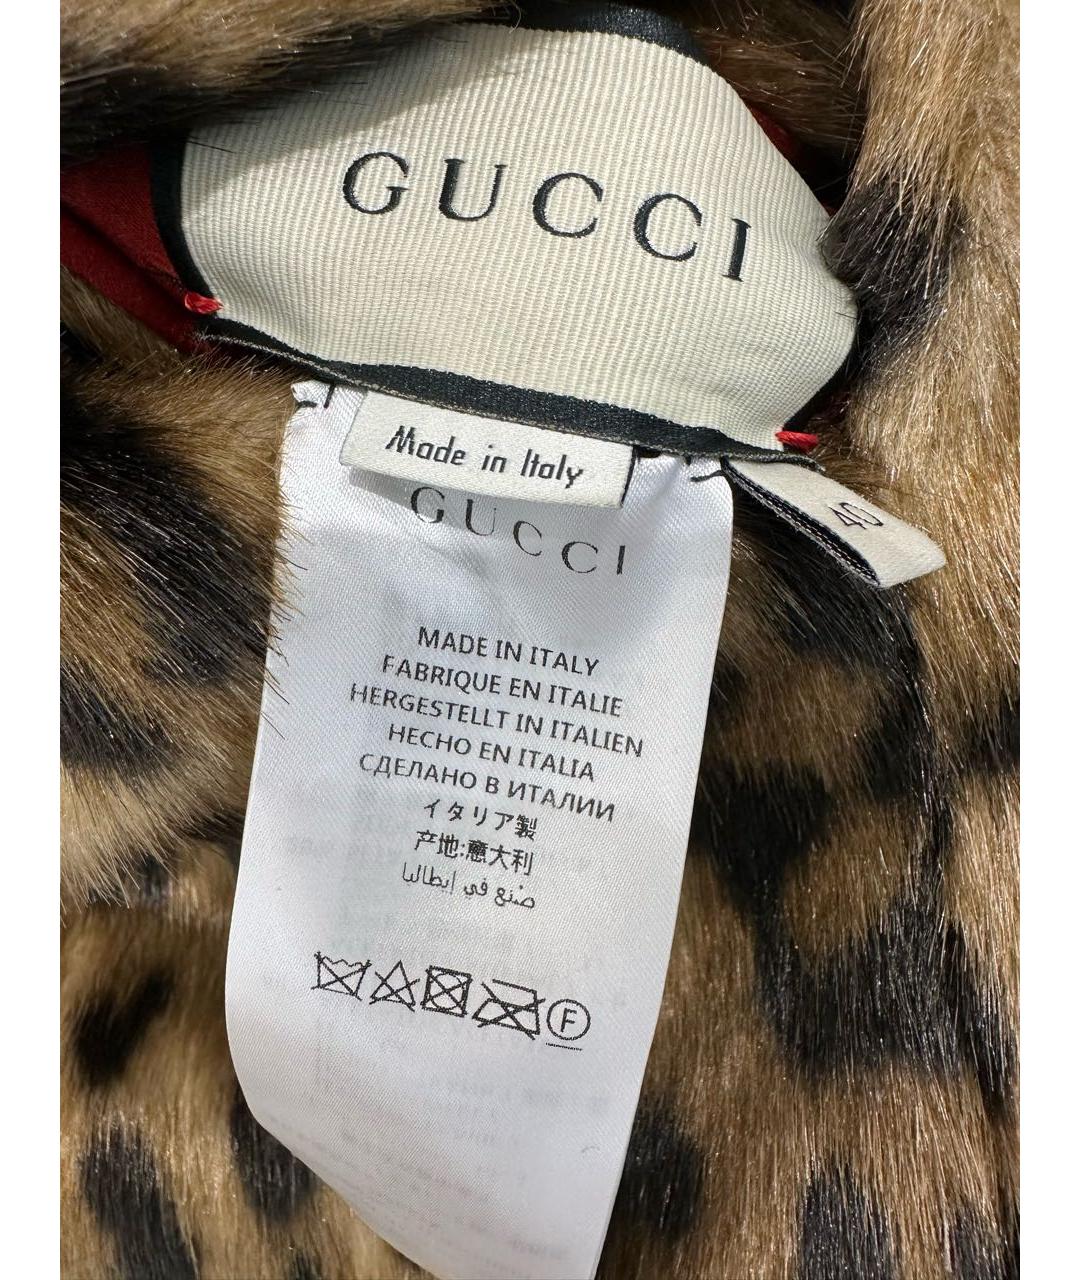 GUCCI
Made in Italy
40
GUCCI
MADE IN ITALY
FABRIQUE EN ITALIE
HERGESTELLT IN ITALIEN
HECHO EN ITALIA
СДЕЛАНО В ИТАЛИИ
イタリア製
产地:意大利
صنع في إيطاليا
F